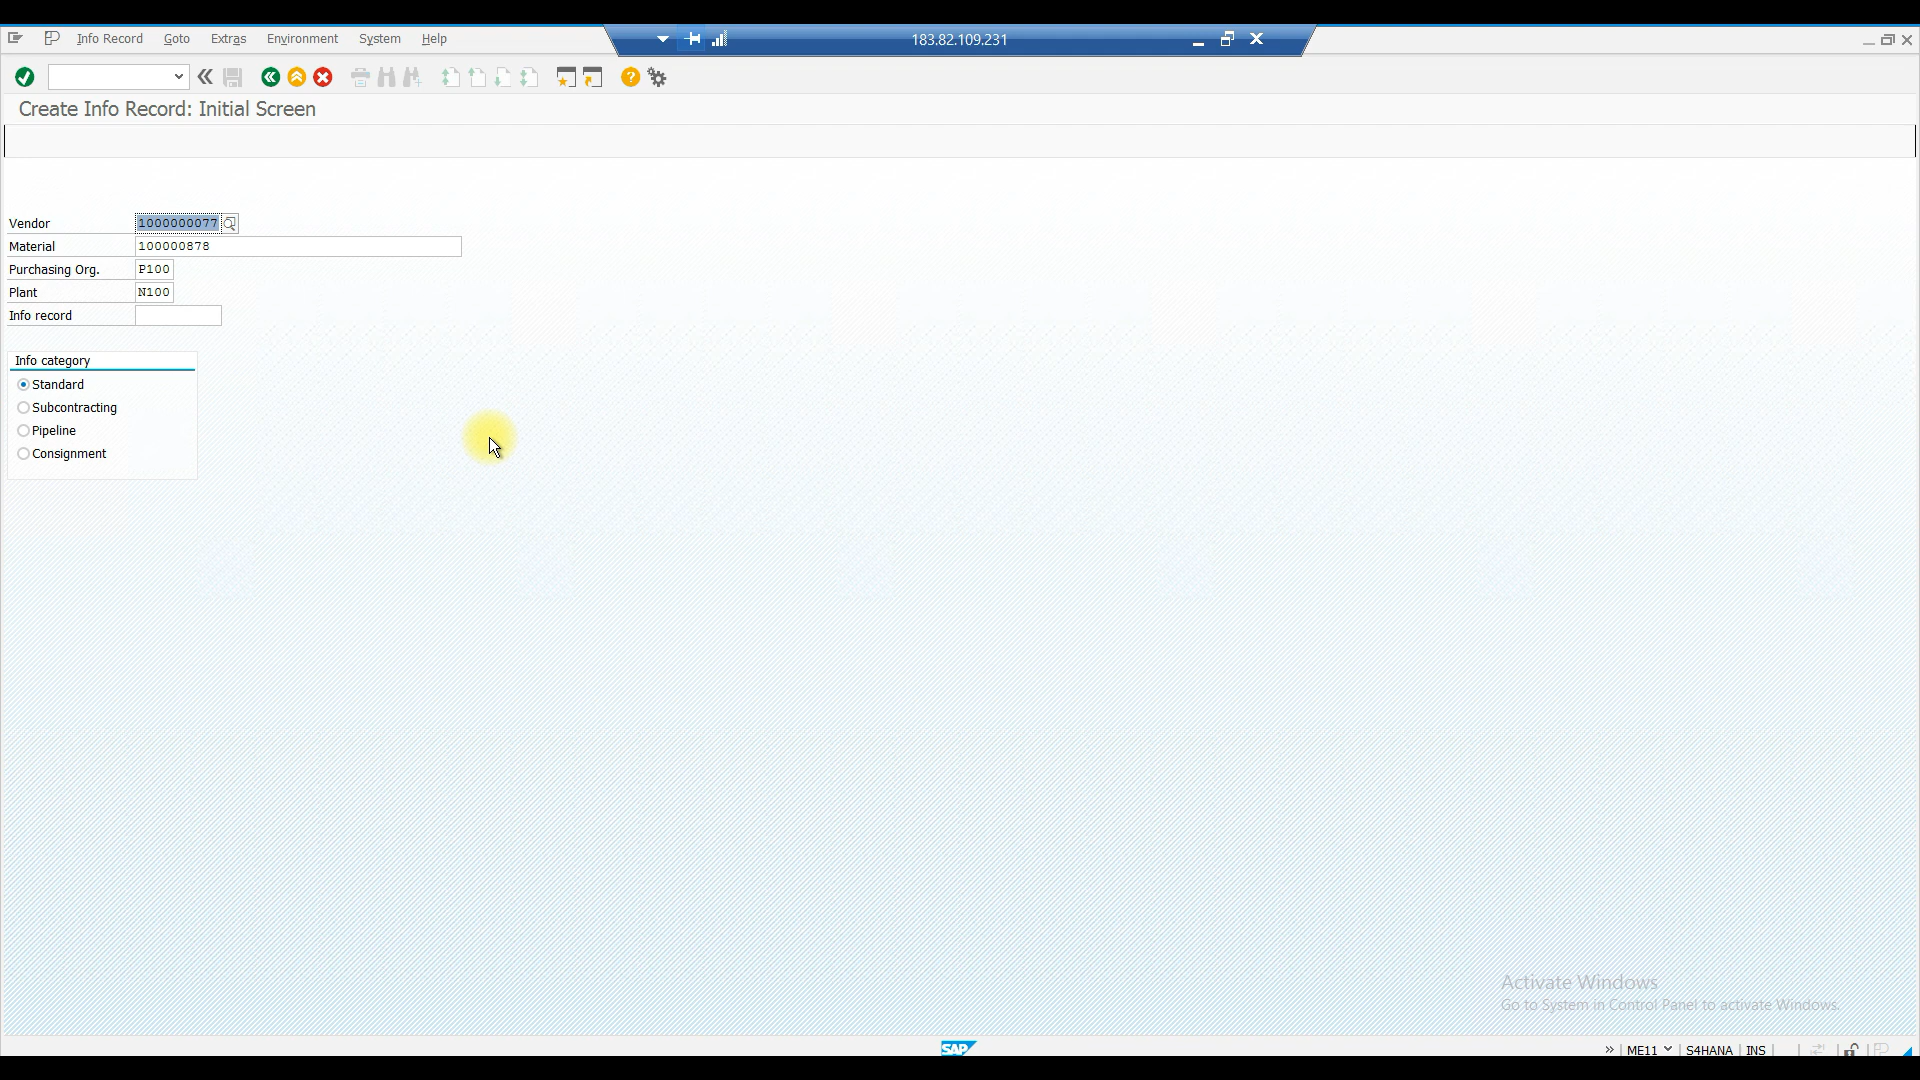 Info Record Goto Extras Environment System Help
183.82.109.231
Create Info Record: Initial Screen
Vendor 1000000077
Material 100000878
Purchasing Org. P100
Plant N100
Info record
Info category
Standard
Subcontracting
Pipeline
Consignment
Activate Windows
Go to System in Control Panel to activate Windows.
SAP
ME11 S4HANA INS